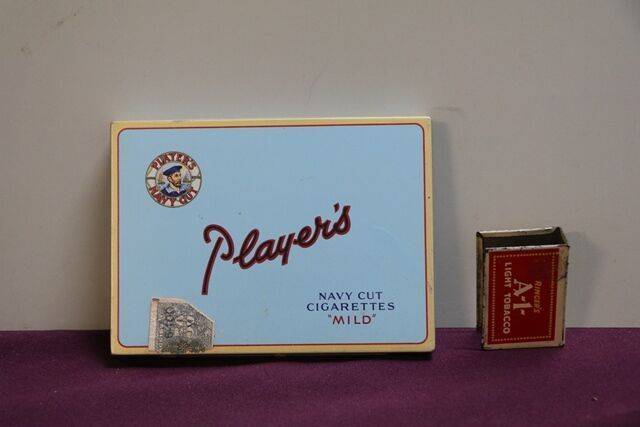 PLAYER'S
NAVY CUT
Player's
NAVY CUT
CIGARETTES
"MILD"
RINGER'S
A-1-
LIGHT TOBACCO